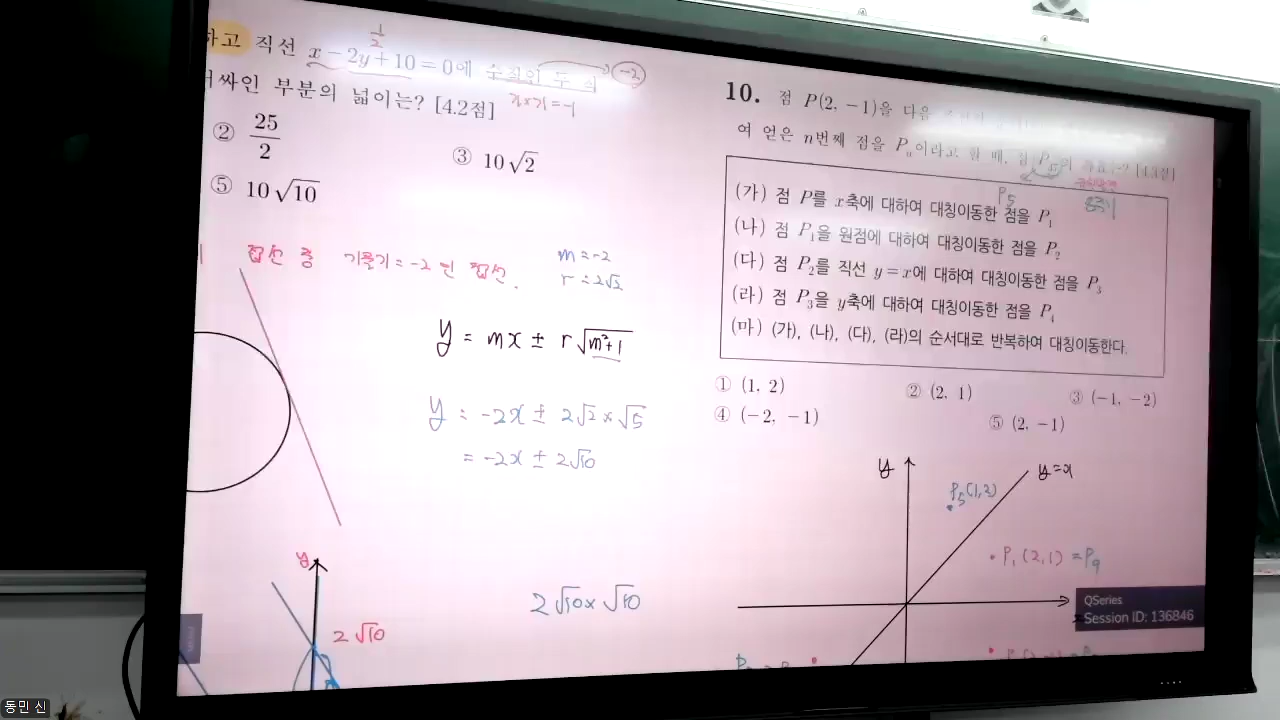 하고 직선 x − 2y + 10 = 0에 수직인 두 직
1/2
−2
러싸인 부분의 넓이는? [4.2점]
기×기=−1
② 25/2
③ 10√2
⑤ 10√10
접선 중 기울기=−2 인 접선.
m=−2
r=2√2
y = mx ± r√(m²+1)
y = −2x ± 2√2×√5
= −2x ± 2√10
y
2√10
2√10×√10
10. 점 P(2, −1)을 다음
여 얻은 n번째 점을 Pₙ이라고 할 때, 점
[4.3점]
P₅
(가) 점 P를 x축에 대하여 대칭이동한 점을 P₁
(나) 점 P₁을 원점에 대하여 대칭이동한 점을 P₂
(다) 점 P₂를 직선 y=x에 대하여 대칭이동한 점을 P₃
(라) 점 P₃을 y축에 대하여 대칭이동한 점을 P₄
(마) (가), (나), (다), (라)의 순서대로 반복하여 대칭이동한다.
① (1, 2)
② (2, 1)
③ (−1, −2)
④ (−2, −1)
⑤ (2, −1)
y
y=x
P₅(1,2)
P₁(2,1)=P₉
QSeries
Session ID: 136846
동민 신